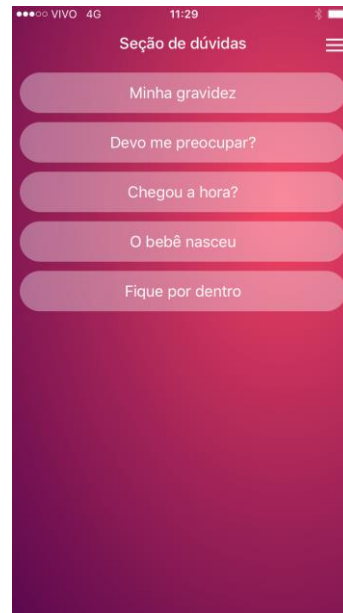 VIVO 4G 11:29
Seção de dúvidas
Minha gravidez
Devo me preocupar?
Chegou a hora?
O bebê nasceu
Fique por dentro